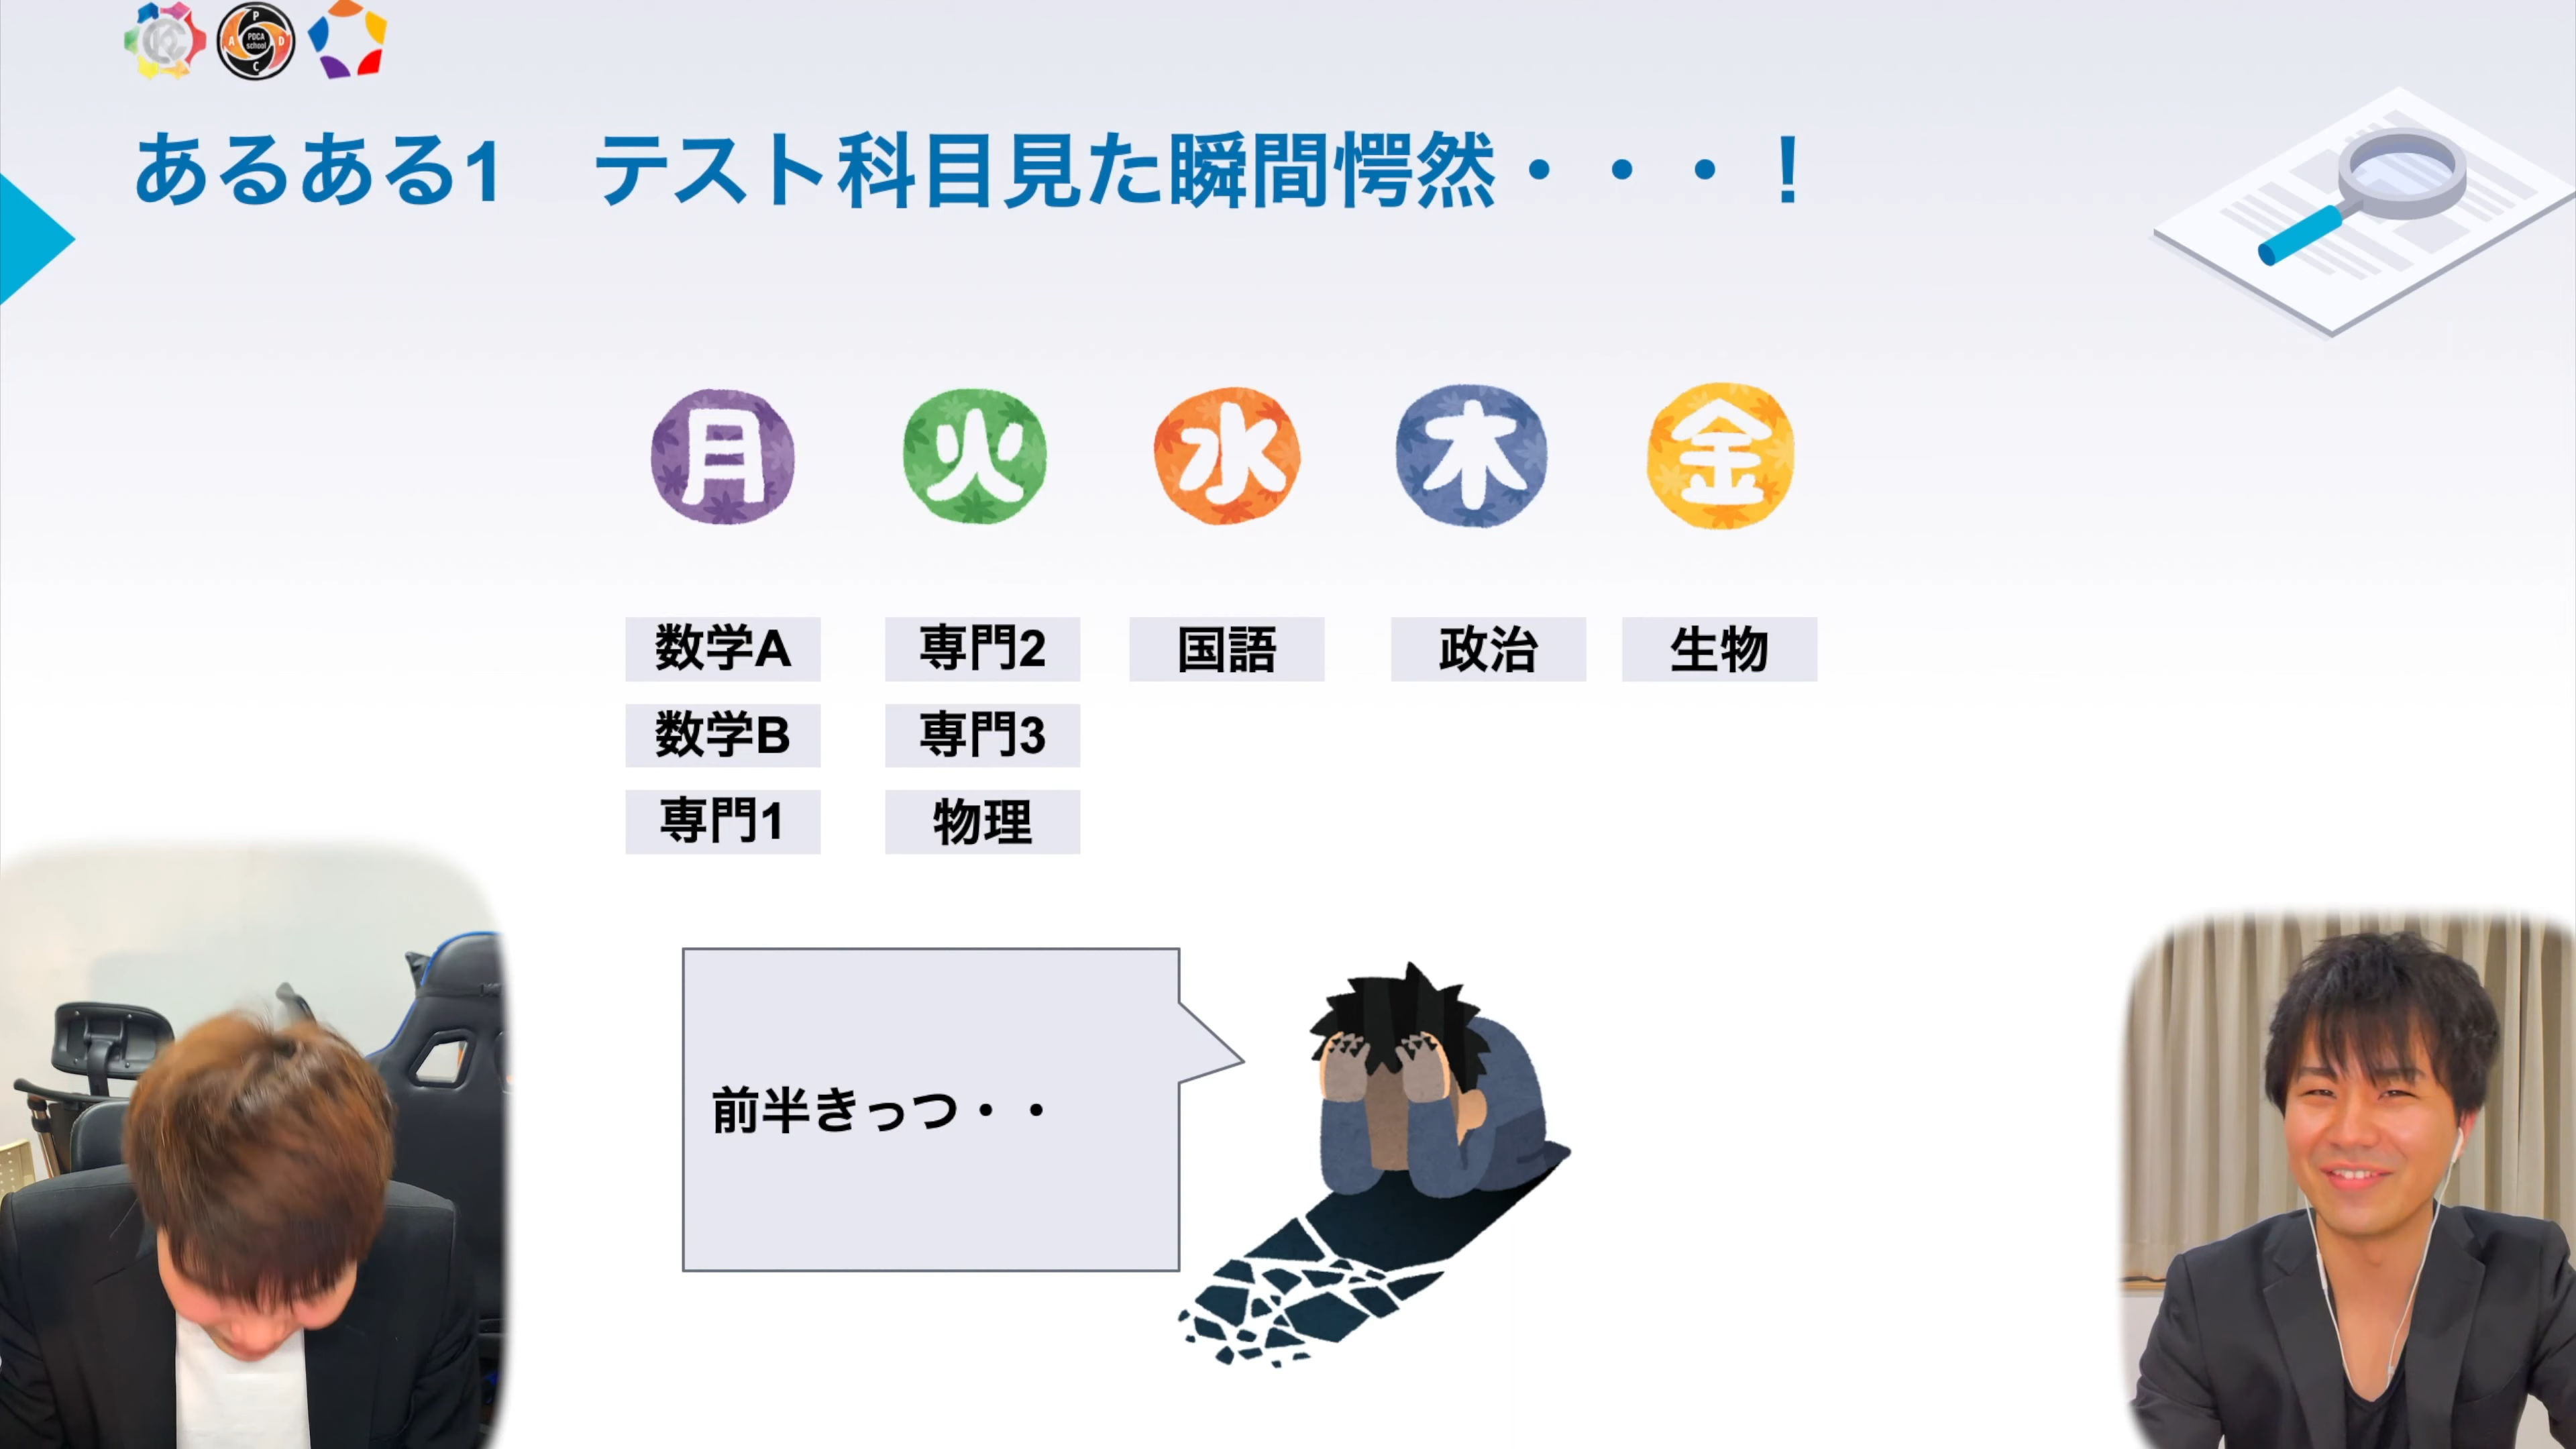 P
A PDCA D
school
C
あるある1　テスト科目見た瞬間愕然・・・！
月 火 水 木 金
数学A 専門2 国語 政治 生物
数学B 専門3
専門1 物理
前半きっつ・・